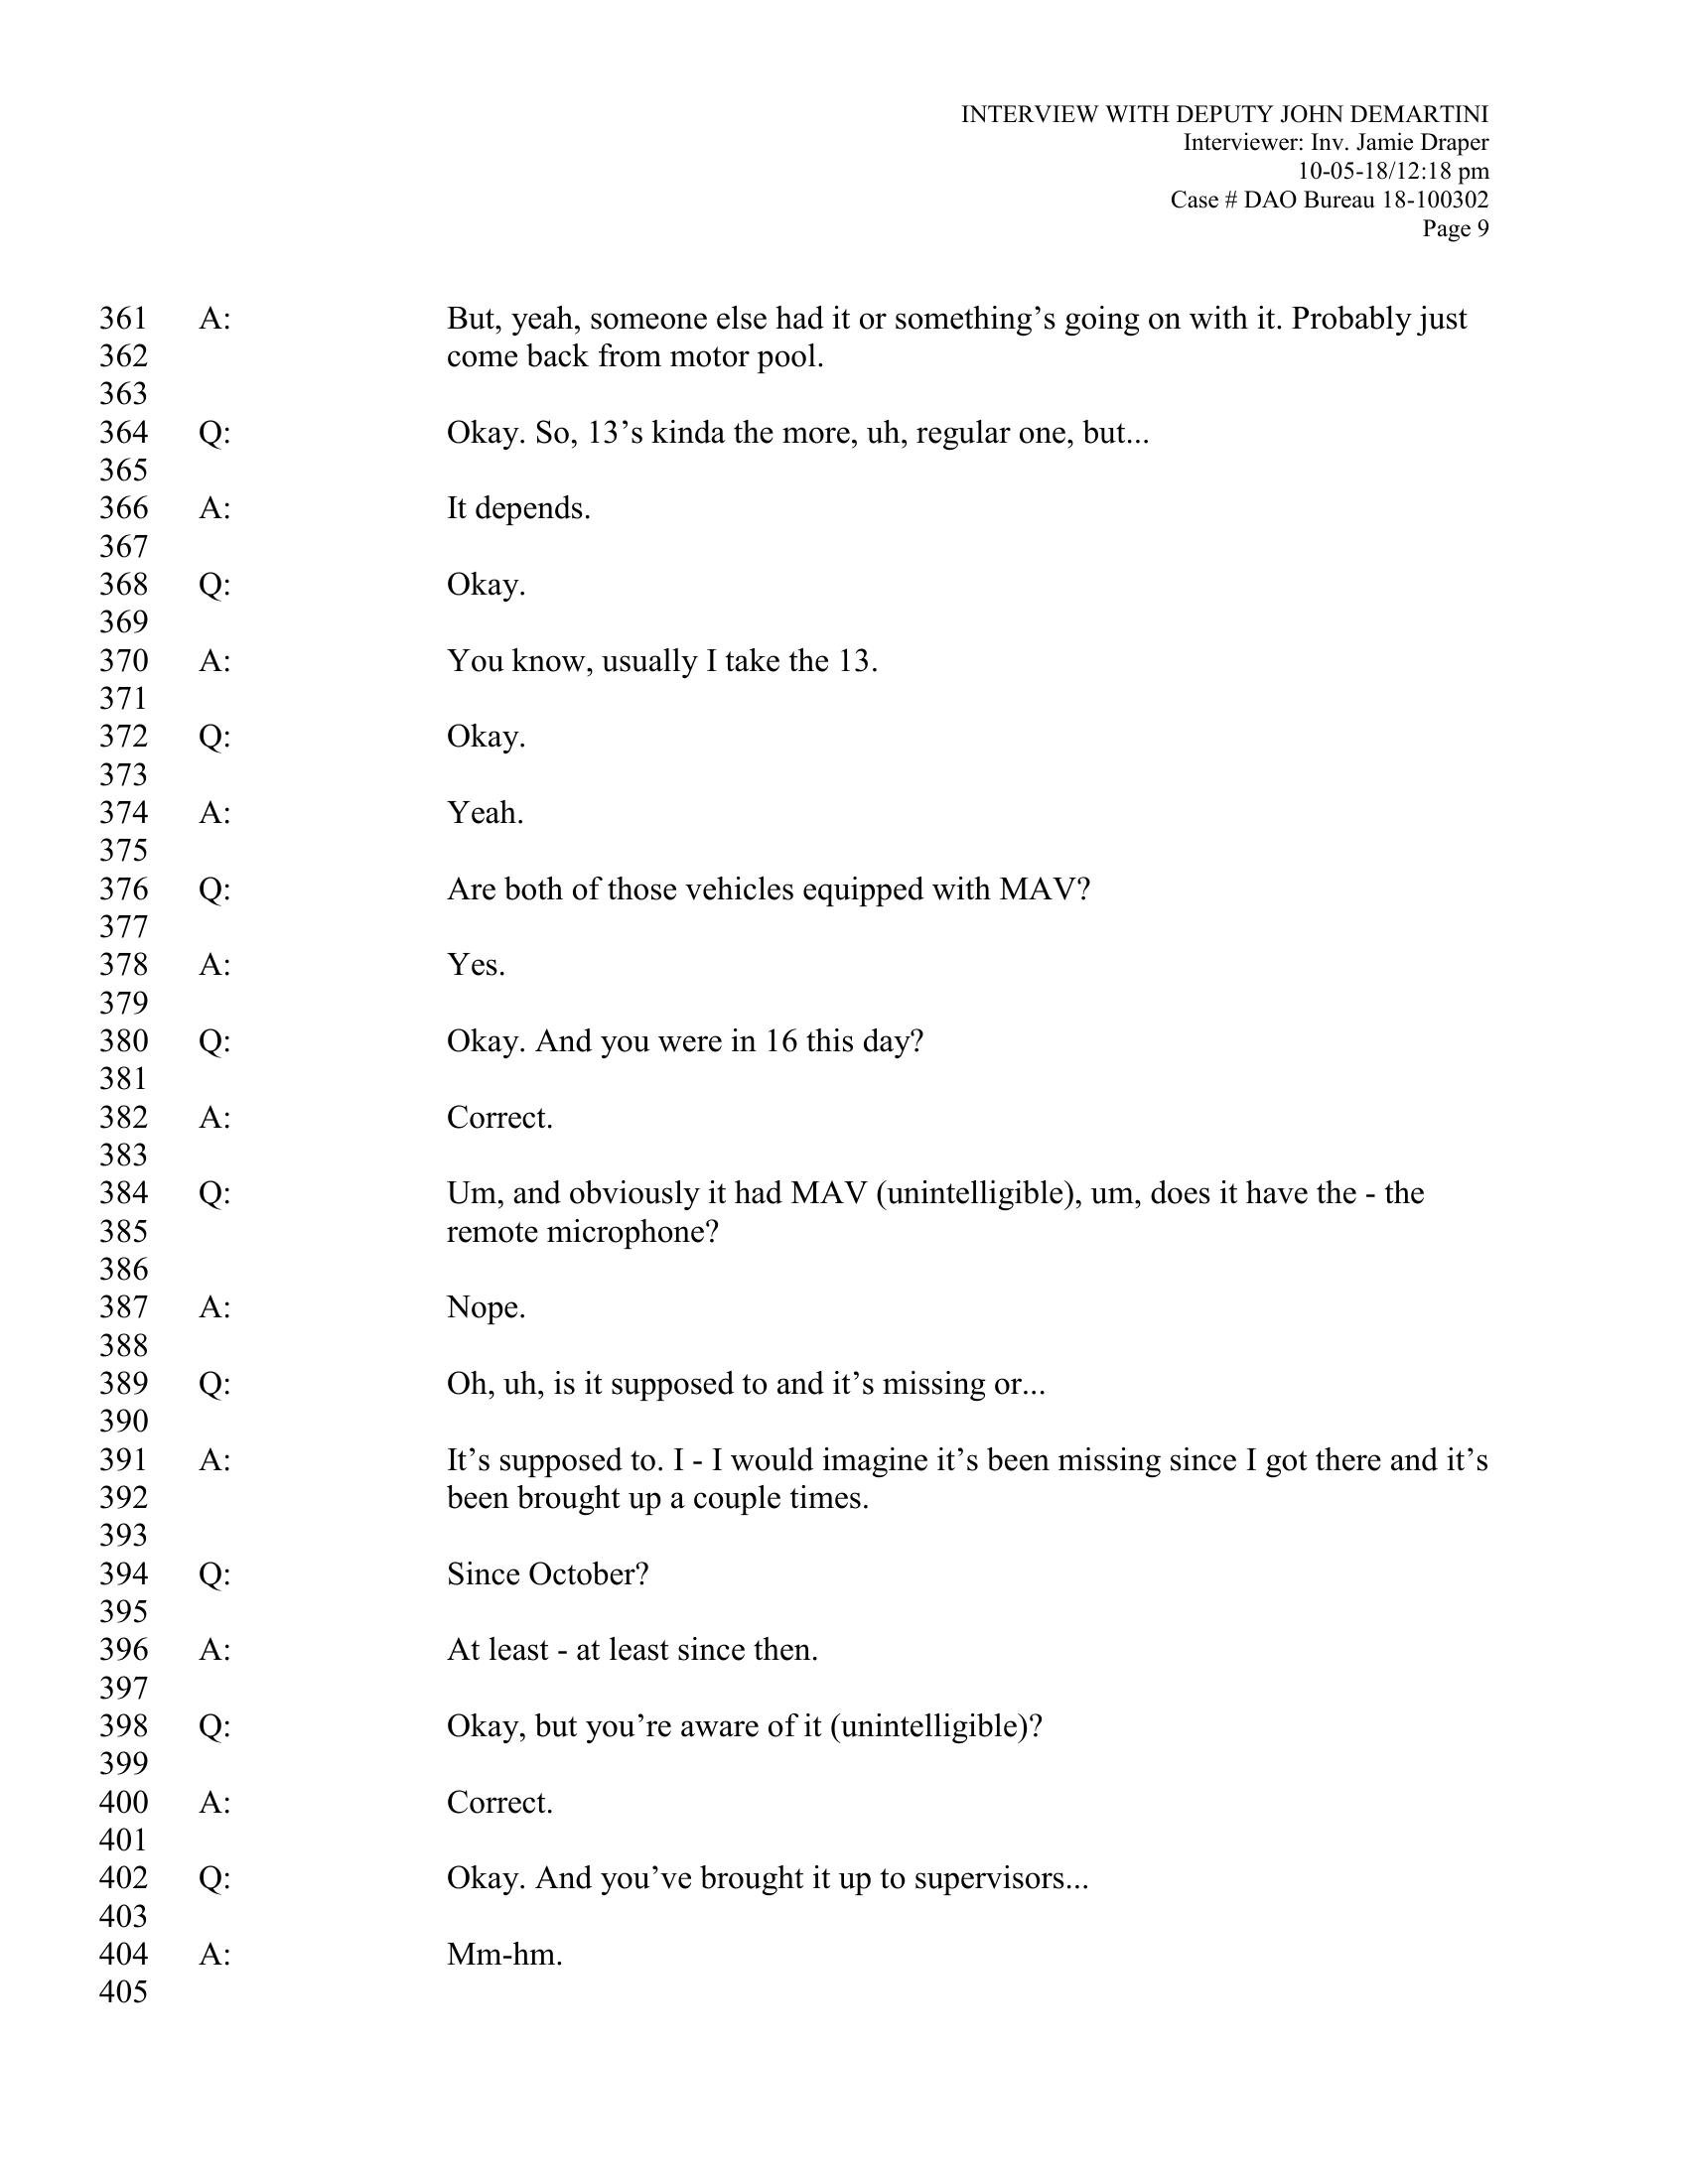 INTERVIEW WITH DEPUTY JOHN DEMARTINI
Interviewer: Inv. Jamie Draper
10-05-18/12:18 pm
Case # DAO Bureau 18-100302
Page 9
361 A: But, yeah, someone else had it or something’s going on with it. Probably just
362 come back from motor pool.
363
364 Q: Okay. So, 13’s kinda the more, uh, regular one, but...
365
366 A: It depends.
367
368 Q: Okay.
369
370 A: You know, usually I take the 13.
371
372 Q: Okay.
373
374 A: Yeah.
375
376 Q: Are both of those vehicles equipped with MAV?
377
378 A: Yes.
379
380 Q: Okay. And you were in 16 this day?
381
382 A: Correct.
383
384 Q: Um, and obviously it had MAV (unintelligible), um, does it have the - the
385 remote microphone?
386
387 A: Nope.
388
389 Q: Oh, uh, is it supposed to and it’s missing or...
390
391 A: It’s supposed to. I - I would imagine it’s been missing since I got there and it’s
392 been brought up a couple times.
393
394 Q: Since October?
395
396 A: At least - at least since then.
397
398 Q: Okay, but you’re aware of it (unintelligible)?
399
400 A: Correct.
401
402 Q: Okay. And you’ve brought it up to supervisors...
403
404 A: Mm-hm.
405